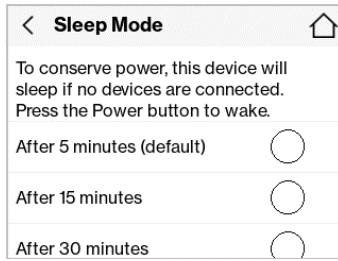 Sleep Mode
To conserve power, this device will
sleep if no devices are connected.
Press the Power button to wake.
After 5 minutes (default)
After 15 minutes
After 30 minutes